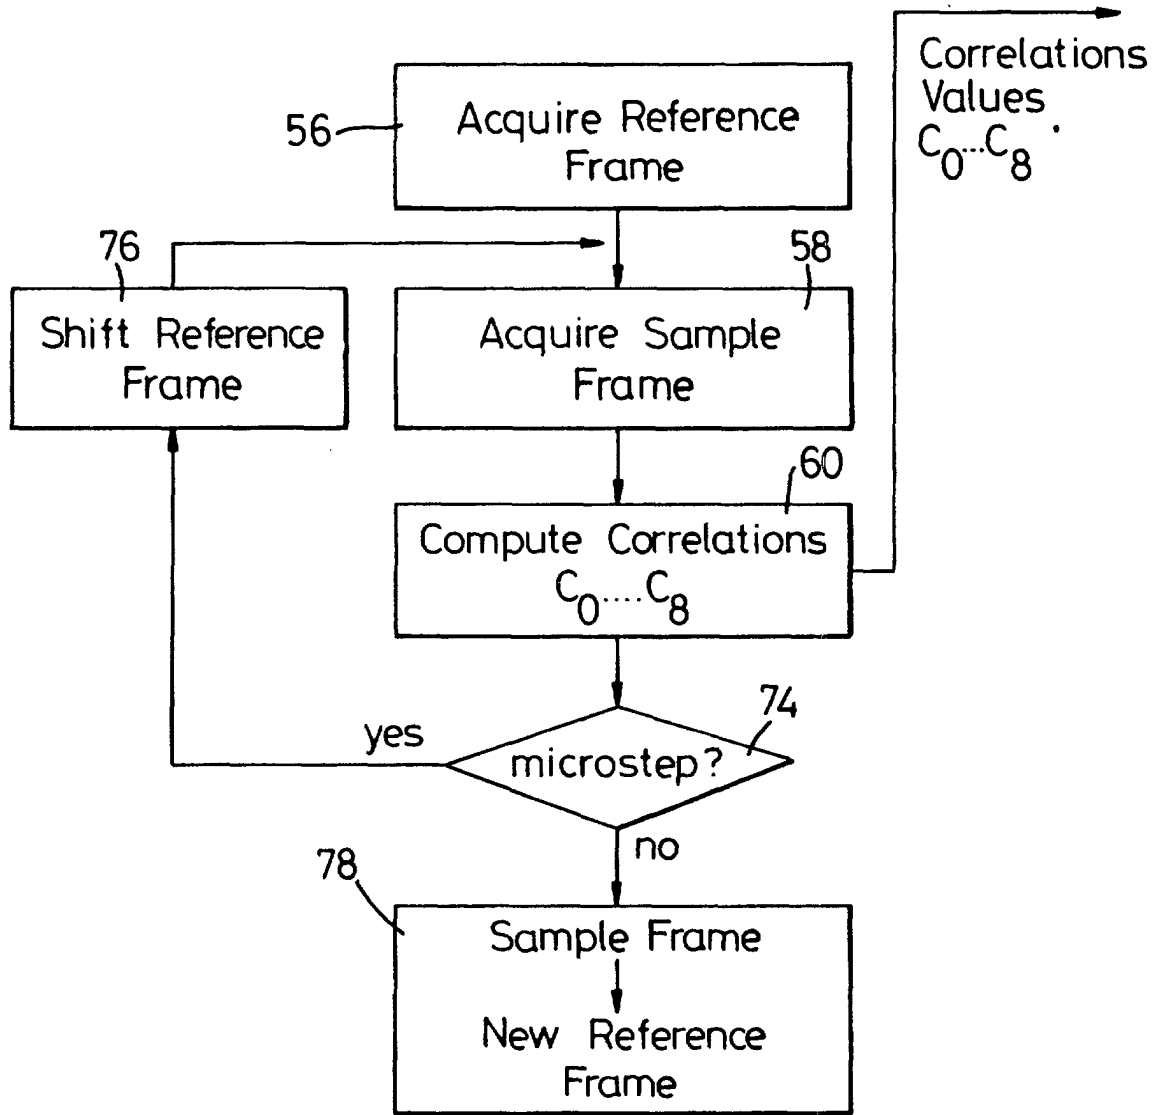 Correlations
Values
C0...C8
56
Acquire Reference
Frame
76
Shift Reference
Frame
58
Acquire Sample
Frame
60
Compute Correlations
C0....C8
74
yes
microstep?
no
78
Sample Frame
New Reference
Frame